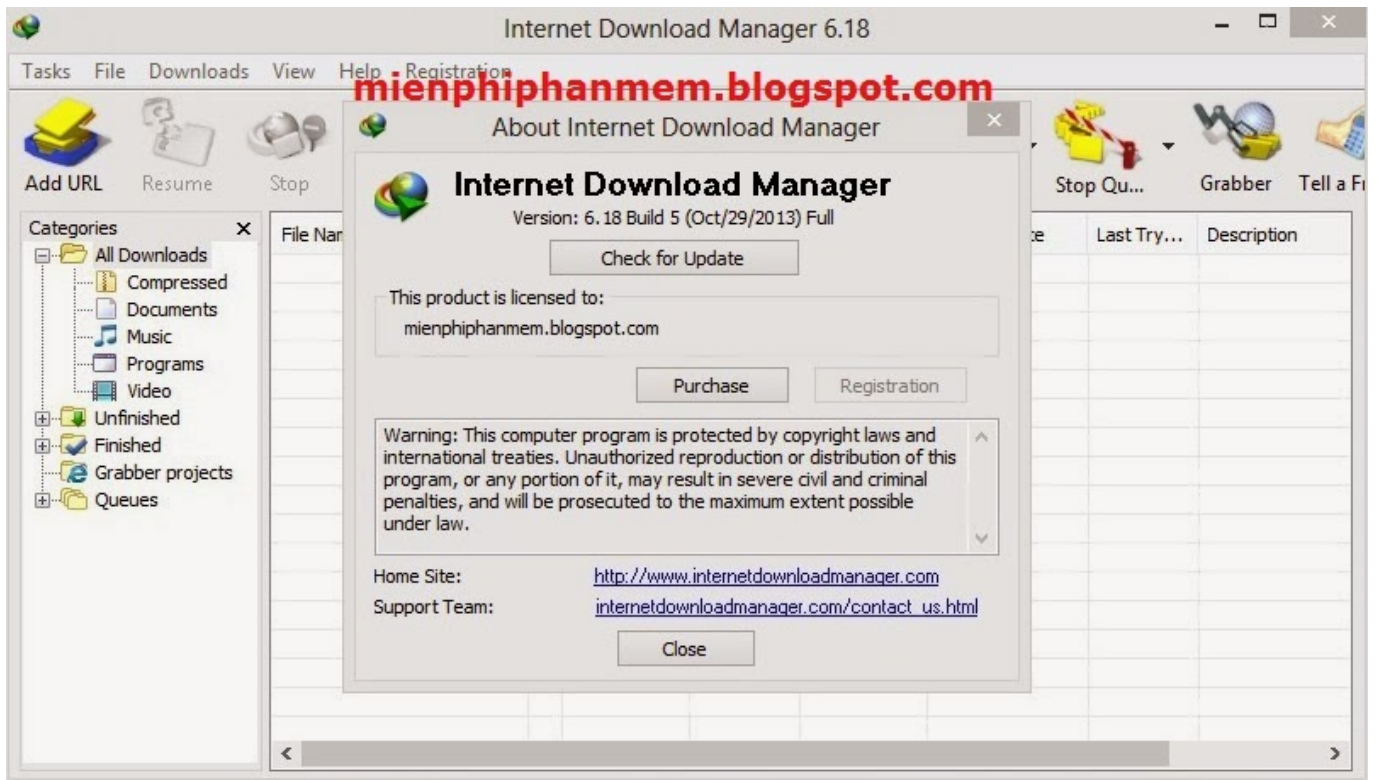 Internet Download Manager 6.18
Tasks File Downloads View Help Registration
mienphiphanmem.blogspot.com
Add URL Resume Stop Stop Qu... Grabber Tell a Fr
About Internet Download Manager
Internet Download Manager
Version: 6.18 Build 5 (Oct/29/2013) Full
Check for Update
This product is licensed to:
mienphiphanmem.blogspot.com
Purchase Registration
Warning: This computer program is protected by copyright laws and
international treaties. Unauthorized reproduction or distribution of this
program, or any portion of it, may result in severe civil and criminal
penalties, and will be prosecuted to the maximum extent possible
under law.
Home Site: http://www.internetdownloadmanager.com
Support Team: internetdownloadmanager.com/contact_us.html
Close
Categories
All Downloads
Compressed
Documents
Music
Programs
Video
Unfinished
Finished
Grabber projects
Queues
File Nar Last Try... Description